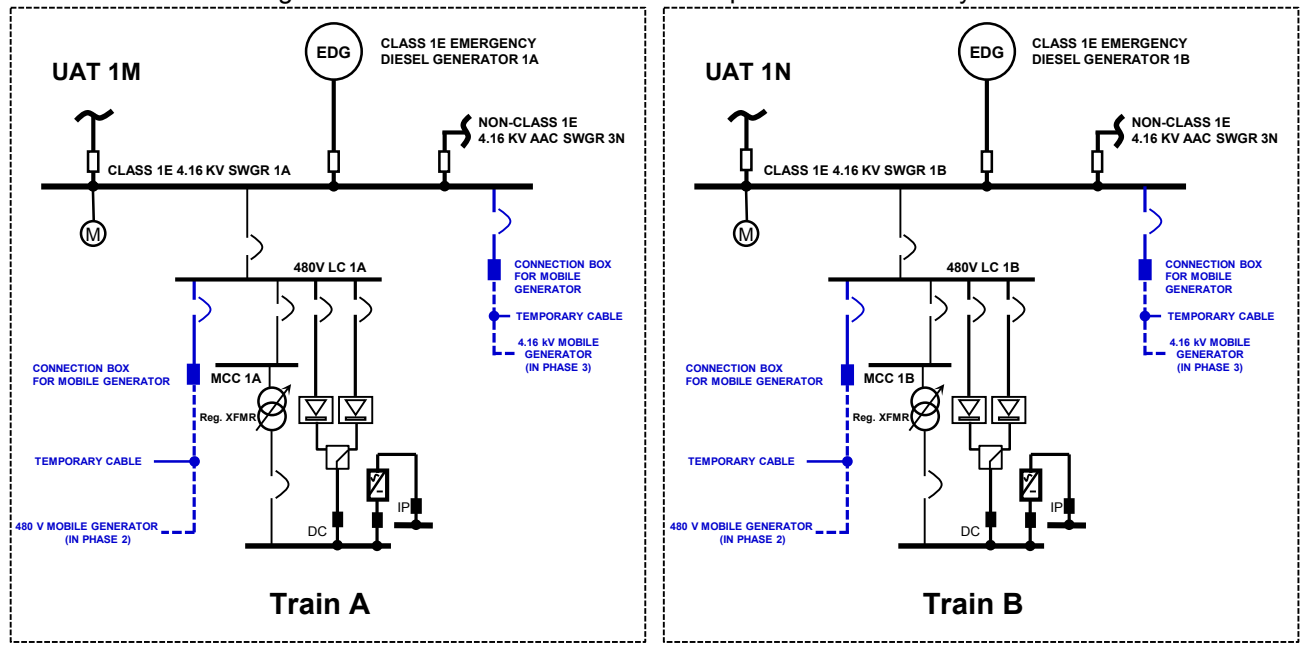 UAT 1M
EDG
CLASS 1E EMERGENCY
DIESEL GENERATOR 1A
NON-CLASS 1E
4.16 KV AAC SWGR 3N
CLASS 1E 4.16 KV SWGR 1A
M
480V LC 1A
CONNECTION BOX
FOR MOBILE
GENERATOR
TEMPORARY CABLE
4.16 kV MOBILE
GENERATOR
(IN PHASE 3)
CONNECTION BOX
FOR MOBILE GENERATOR
MCC 1A
Reg. XFMR
TEMPORARY CABLE
IP
480 V MOBILE GENERATOR
(IN PHASE 2)
DC
Train A
UAT 1N
EDG
CLASS 1E EMERGENCY
DIESEL GENERATOR 1B
NON-CLASS 1E
4.16 KV AAC SWGR 3N
CLASS 1E 4.16 KV SWGR 1B
M
480V LC 1B
CONNECTION BOX
FOR MOBILE
GENERATOR
TEMPORARY CABLE
4.16 kV MOBILE
GENERATOR
(IN PHASE 3)
CONNECTION BOX
FOR MOBILE GENERATOR
MCC 1B
Reg. XFMR
TEMPORARY CABLE
IP
480 V MOBILE GENERATOR
(IN PHASE 2)
DC
Train B